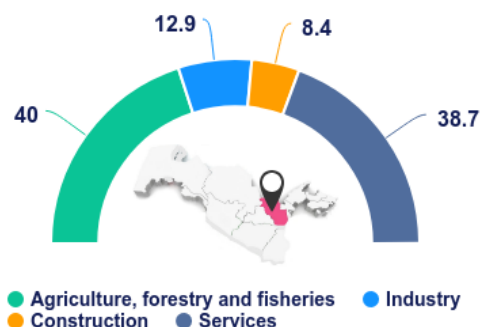 12.9
8.4
40
38.7
Agriculture, forestry and fisheries
Industry
Construction
Services